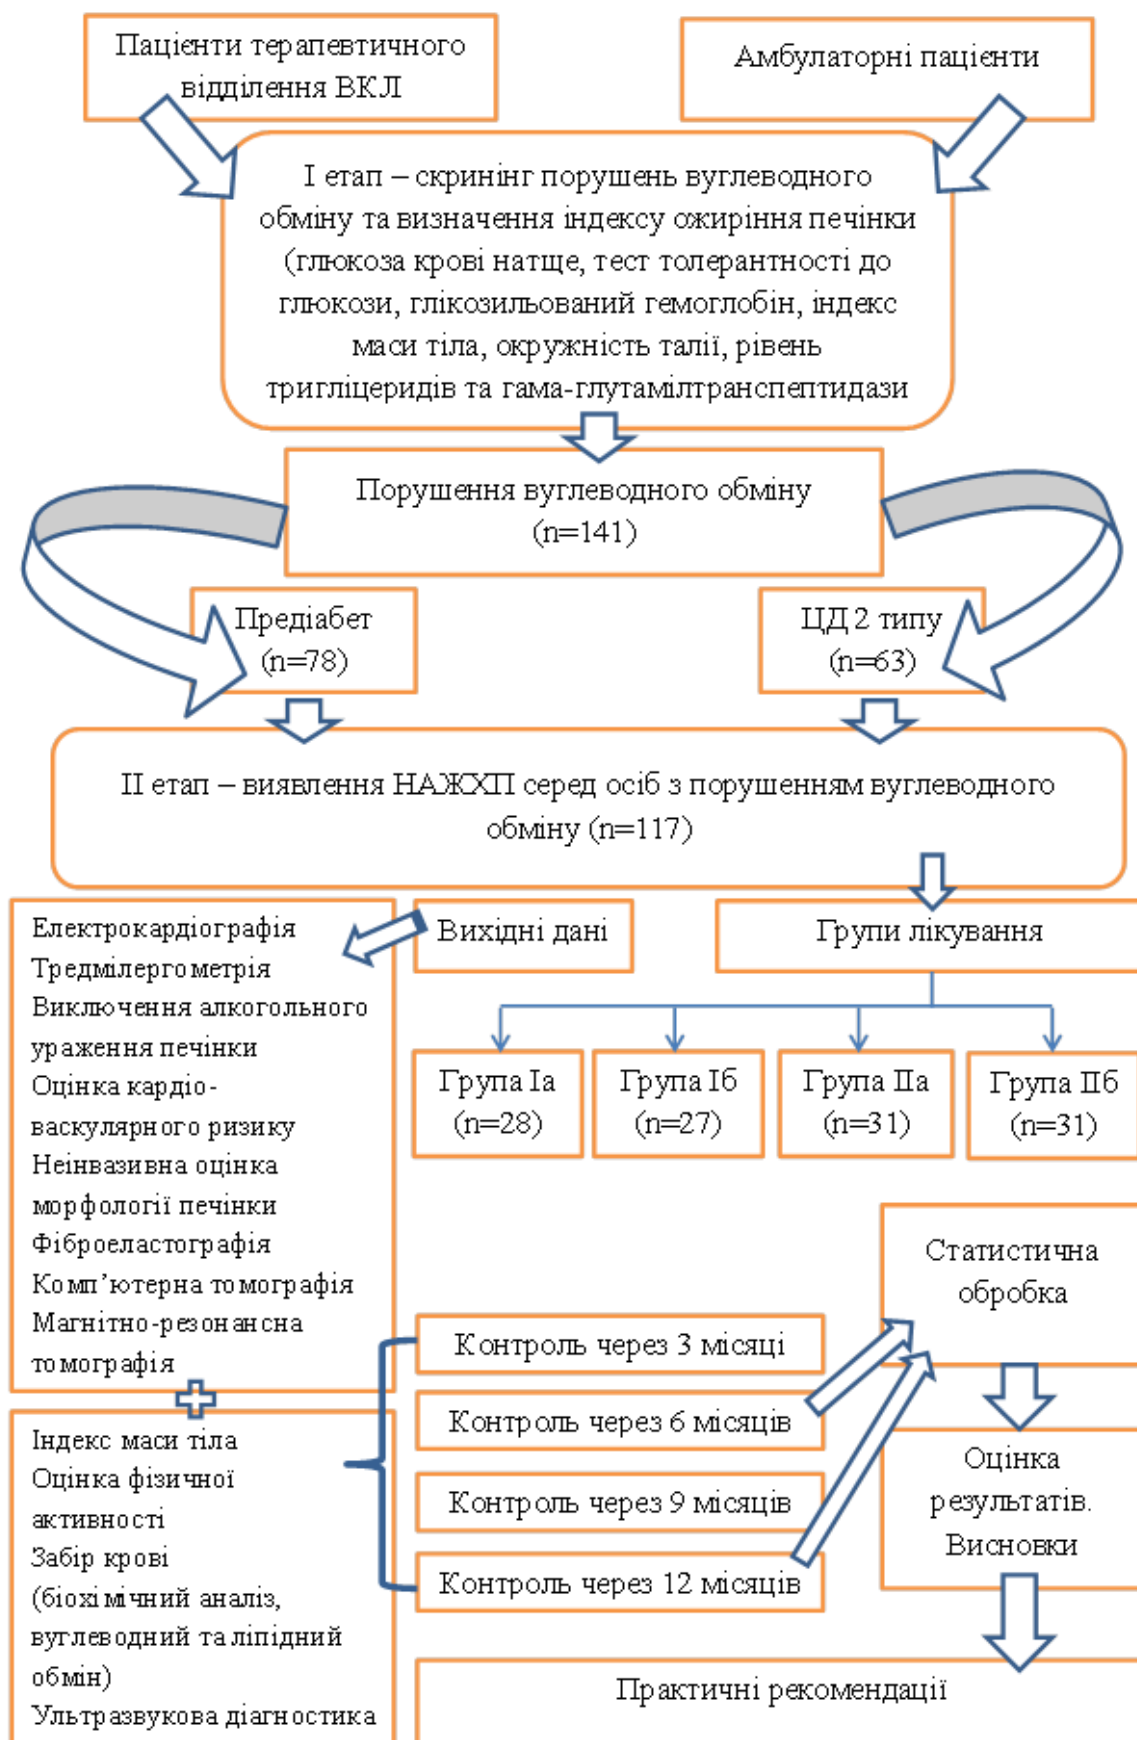 Пацієнти терапевтичного
відділення ВКЛ
Амбулаторні пацієнти
І етап – скринінг порушень вуглеводного
обміну та визначення індексу ожиріння печінки
(глюкоза крові натще, тест толерантності до
глюкози, глікозильований гемоглобін, індекс
маси тіла, окружність талії, рівень
тригліцеридів та гама-глутамілтранспептидази
Порушення вуглеводного обміну
(n=141)
Предіабет
(n=78)
ЦД 2 типу
(n=63)
ІІ етап – виявлення НАЖХП серед осіб з порушенням вуглеводного
обміну (n=117)
Електрокардіографія
Тредмілергометрія
Виключення алкогольного
ураження печінки
Оцінка кардіо-
васкулярного ризику
Неінвазивна оцінка
морфології печінки
Фіброеластографія
Комп’ютерна томографія
Магнітно-резонансна
томографія
Вихідні дані
Групи лікування
Група Іа
(n=28)
Група Іб
(n=27)
Група ІІа
(n=31)
Група ІІб
(n=31)
Індекс маси тіла
Оцінка фізичної
активності
Забір крові
(біохімічний аналіз,
вуглеводний та ліпідний
обмін)
Ультразвукова діагностика
Контроль через 3 місяці
Контроль через 6 місяців
Контроль через 9 місяців
Контроль через 12 місяців
Статистична
обробка
Оцінка
результатів.
Висновки
Практичні рекомендації